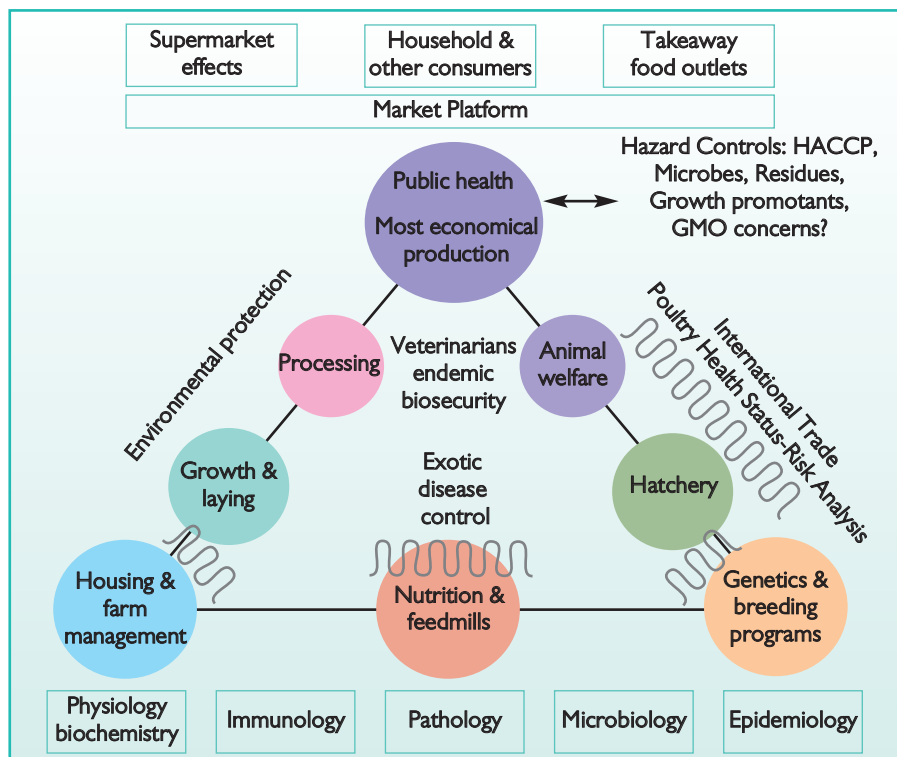 Supermarket
effects
Household &
other consumers
Takeaway
food outlets
Market Platform
Hazard Controls: HACCP,
Microbes, Residues,
Growth promotants,
GMO concerns?
Public health
Most economical
production
Environmental protection
Processing
Veterinarians
endemic
biosecurity
Animal
welfare
International Trade
Poultry Health Status-Risk Analysis
Growth &
laying
Exotic
disease
control
Hatchery
Housing &
farm
management
Nutrition &
feedmills
Genetics &
breeding
programs
Physiology
biochemistry
Immunology
Pathology
Microbiology
Epidemiology